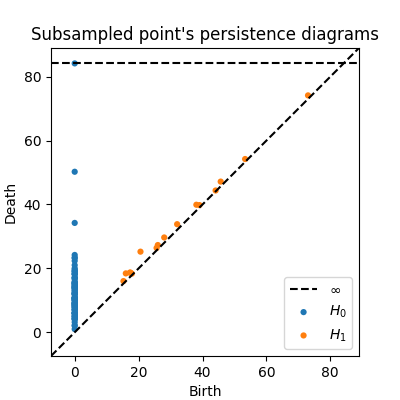 Subsampled point's persistence diagrams
Death
80
60
40
20
0
0 20 40 60 80
Birth
∞
H₀
H₁